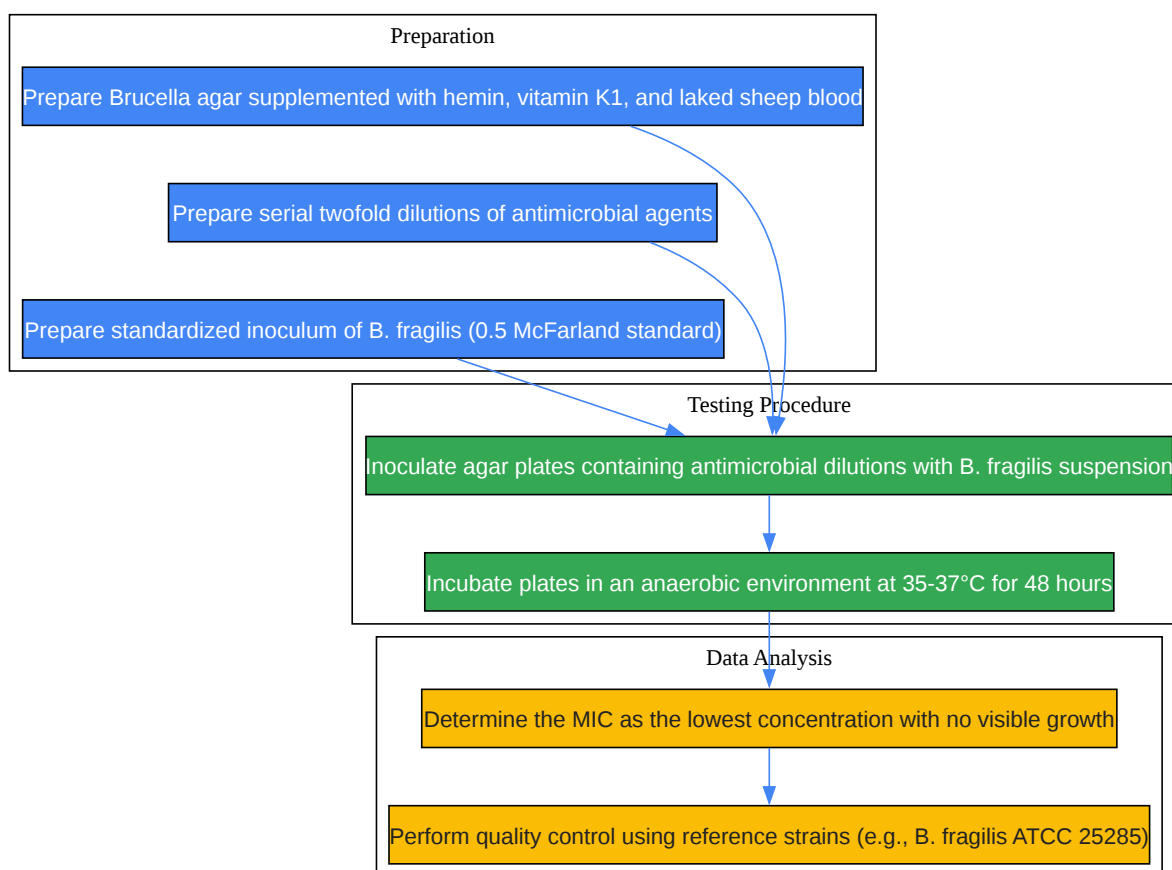 Preparation
Prepare Brucella agar supplemented with hemin, vitamin K1, and laked sheep blood
Prepare serial twofold dilutions of antimicrobial agents
Prepare standardized inoculum of B. fragilis (0.5 McFarland standard)
Testing Procedure
Inoculate agar plates containing antimicrobial dilutions with B. fragilis suspension
Incubate plates in an anaerobic environment at 35-37°C for 48 hours
Data Analysis
Determine the MIC as the lowest concentration with no visible growth
Perform quality control using reference strains (e.g., B. fragilis ATCC 25285)